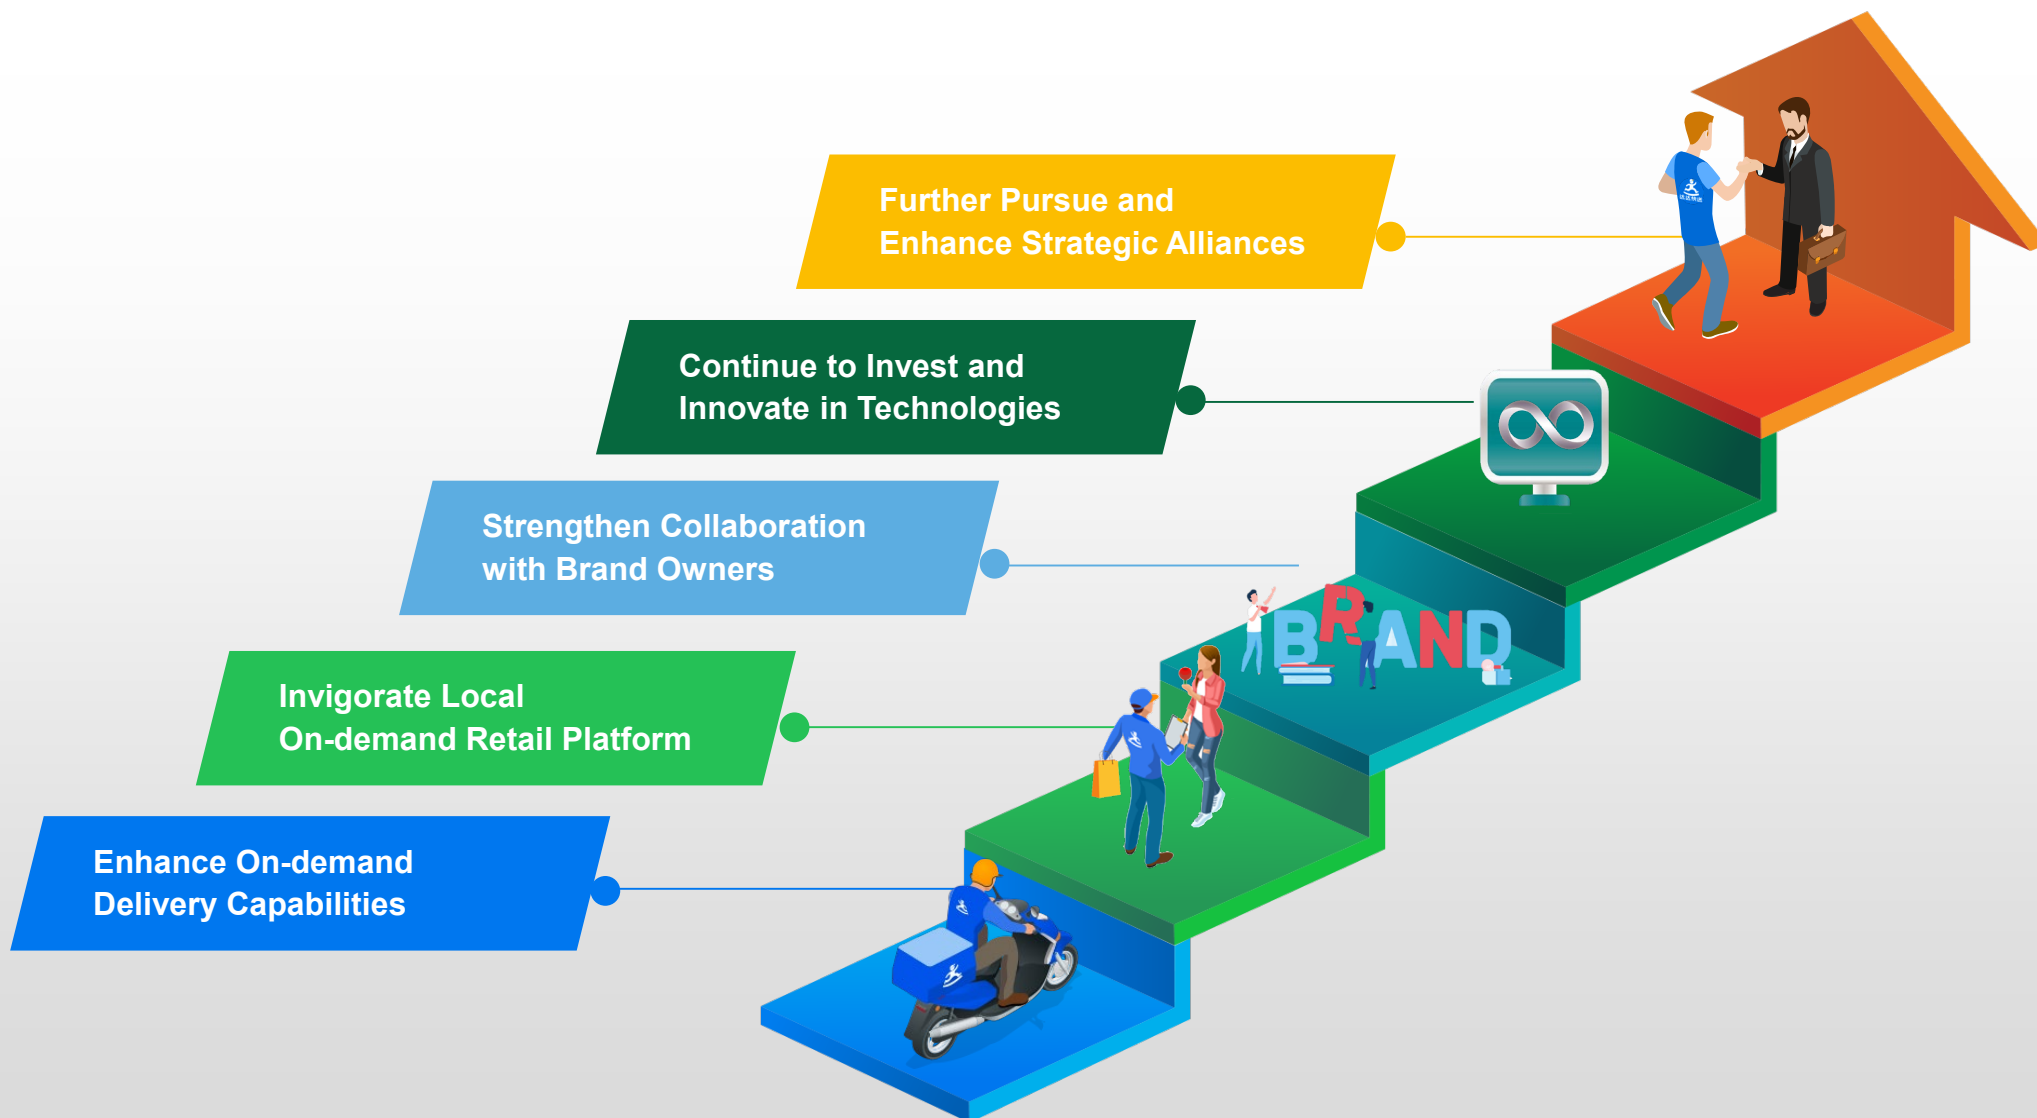 Further Pursue and
Enhance Strategic Alliances
Continue to Invest and
Innovate in Technologies
Strengthen Collaboration
with Brand Owners
BRAND
Invigorate Local
On-demand Retail Platform
Enhance On-demand
Delivery Capabilities